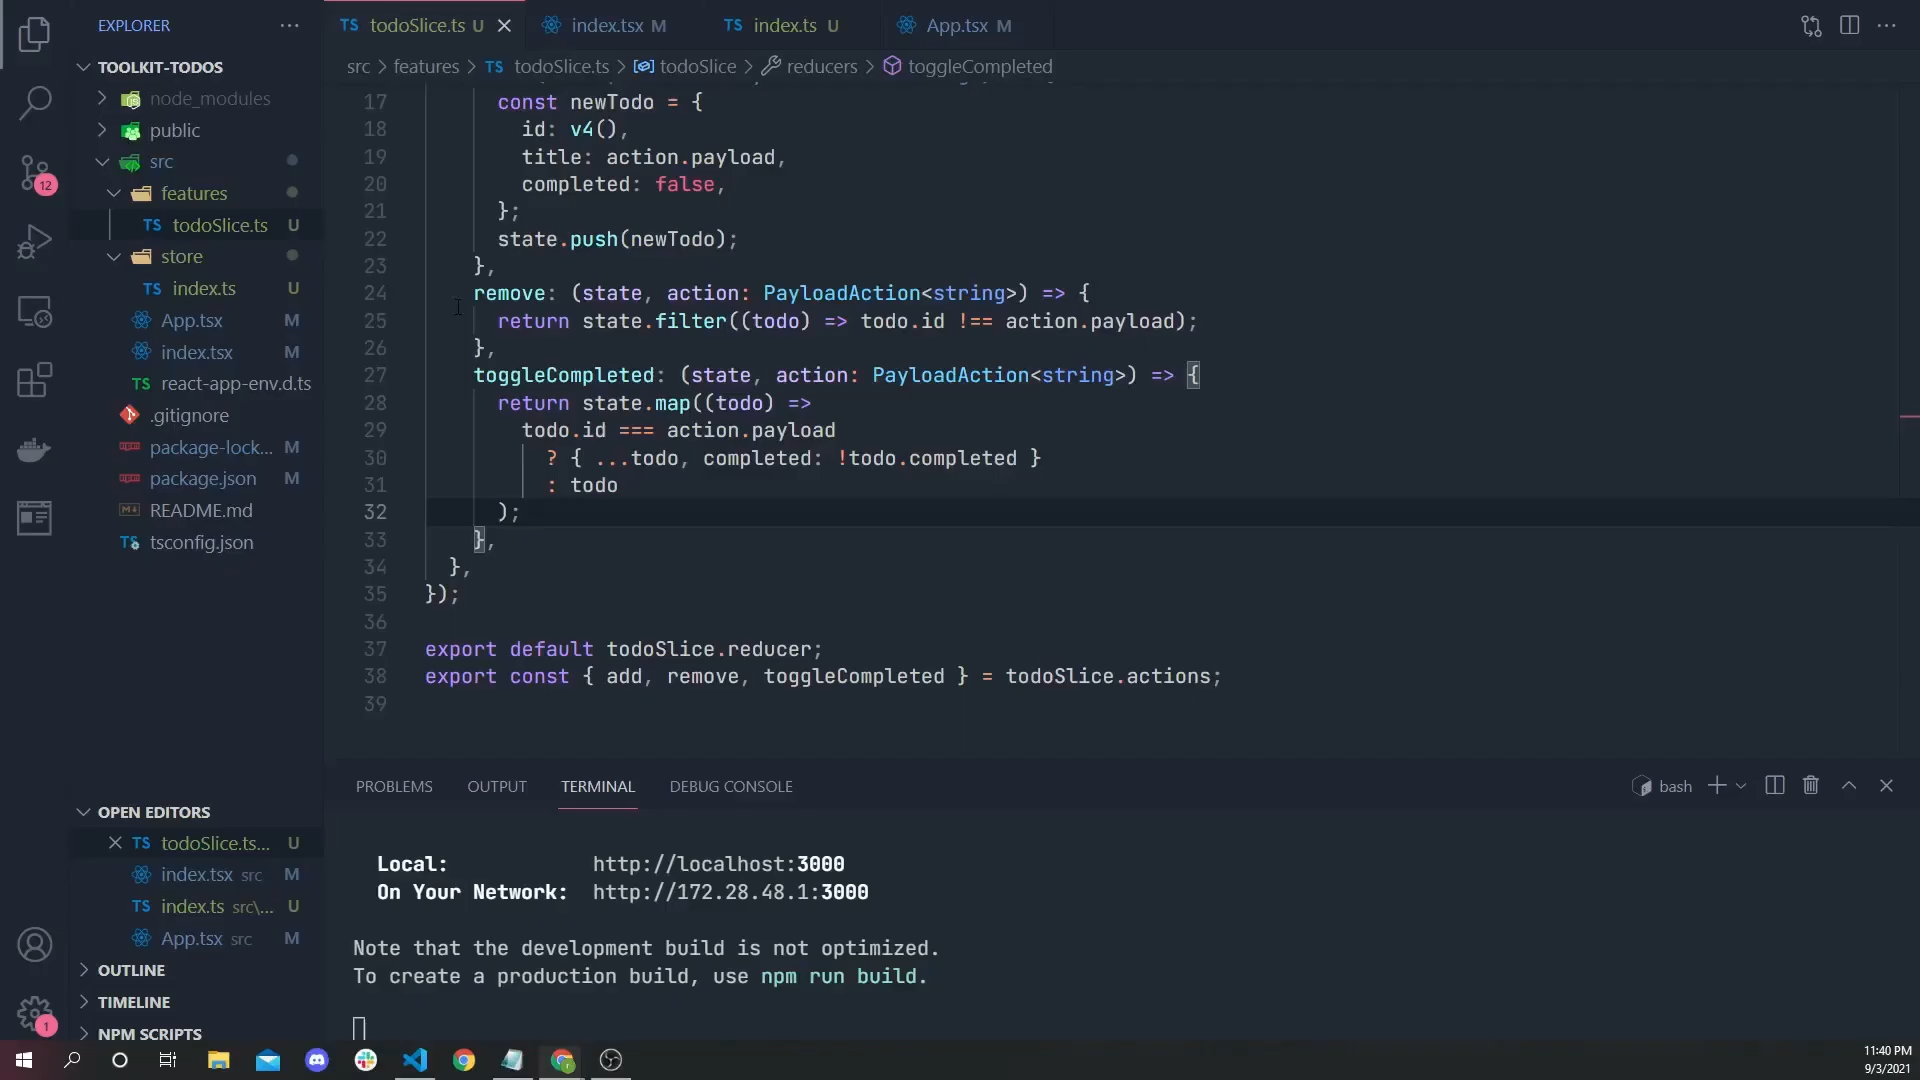 EXPLORER
TOOLKIT-TODOS
node_modules
public
src
features
TS todoSlice.ts U
store
TS index.ts U
App.tsx M
index.tsx M
TS react-app-env.d.ts
.gitignore
package-lock... M
package.json M
README.md
TS tsconfig.json
OPEN EDITORS
TS todoSlice.ts... U
index.tsx src M
TS index.ts src\... U
App.tsx src M
OUTLINE
TIMELINE
NPM SCRIPTS
12
1
TS todoSlice.ts U
index.tsx M
TS index.ts U
App.tsx M
src > features > TS todoSlice.ts > todoSlice > reducers > toggleCompleted
17 const newTodo = {
18 id: v4(),
19 title: action.payload,
20 completed: false,
21 };
22 state.push(newTodo);
23 },
24 remove: (state, action: PayloadAction<string>) => {
25 return state.filter((todo) => todo.id !== action.payload);
26 },
27 toggleCompleted: (state, action: PayloadAction<string>) => {
28 return state.map((todo) =>
29 todo.id === action.payload
30 ? { ...todo, completed: !todo.completed }
31 : todo
32 );
33 },
34 },
35 });
36
37 export default todoSlice.reducer;
38 export const { add, remove, toggleCompleted } = todoSlice.actions;
39
PROBLEMS OUTPUT TERMINAL DEBUG CONSOLE
bash
Local: http://localhost:3000
On Your Network: http://172.28.48.1:3000
Note that the development build is not optimized.
To create a production build, use npm run build.
11:40 PM
9/3/2021